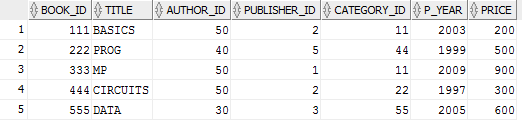 BOOK_ID TITLE AUTHOR_ID PUBLISHER_ID CATEGORY_ID P_YEAR PRICE
1 111 BASICS 50 2 11 2003 200
2 222 PROG 40 5 44 1999 500
3 333 MP 50 1 11 2009 900
4 444 CIRCUITS 50 2 22 1997 300
5 555 DATA 30 3 55 2005 600